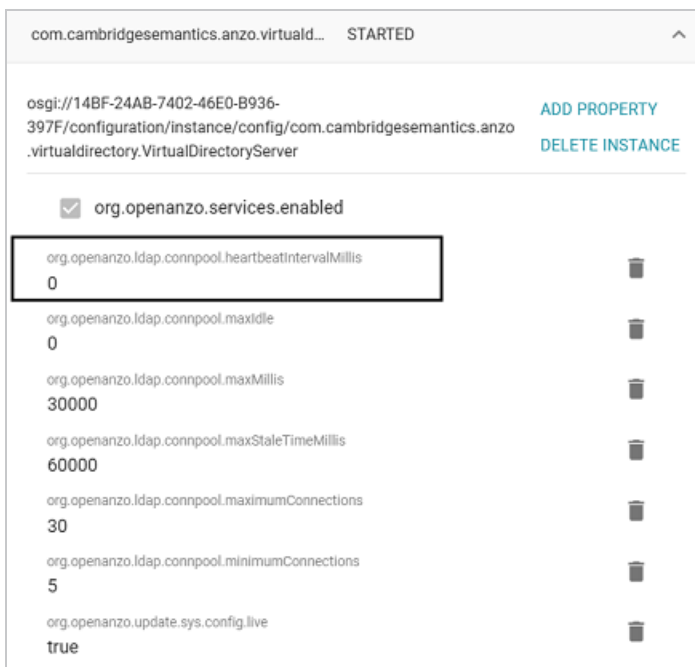 com.cambridgesemantics.anzo.virtuald... STARTED
osgi://14BF-24AB-7402-46E0-B936-
397F/configuration/instance/config/com.cambridgesemantics.anzo
.virtualdirectory.VirtualDirectoryServer
ADD PROPERTY
DELETE INSTANCE
org.openanzo.services.enabled
org.openanzo.ldap.connpool.heartbeatIntervalMillis
0
org.openanzo.ldap.connpool.maxIdle
0
org.openanzo.ldap.connpool.maxMillis
30000
org.openanzo.ldap.connpool.maxStaleTimeMillis
60000
org.openanzo.ldap.connpool.maximumConnections
30
org.openanzo.ldap.connpool.minimumConnections
5
org.openanzo.update.sys.config.live
true